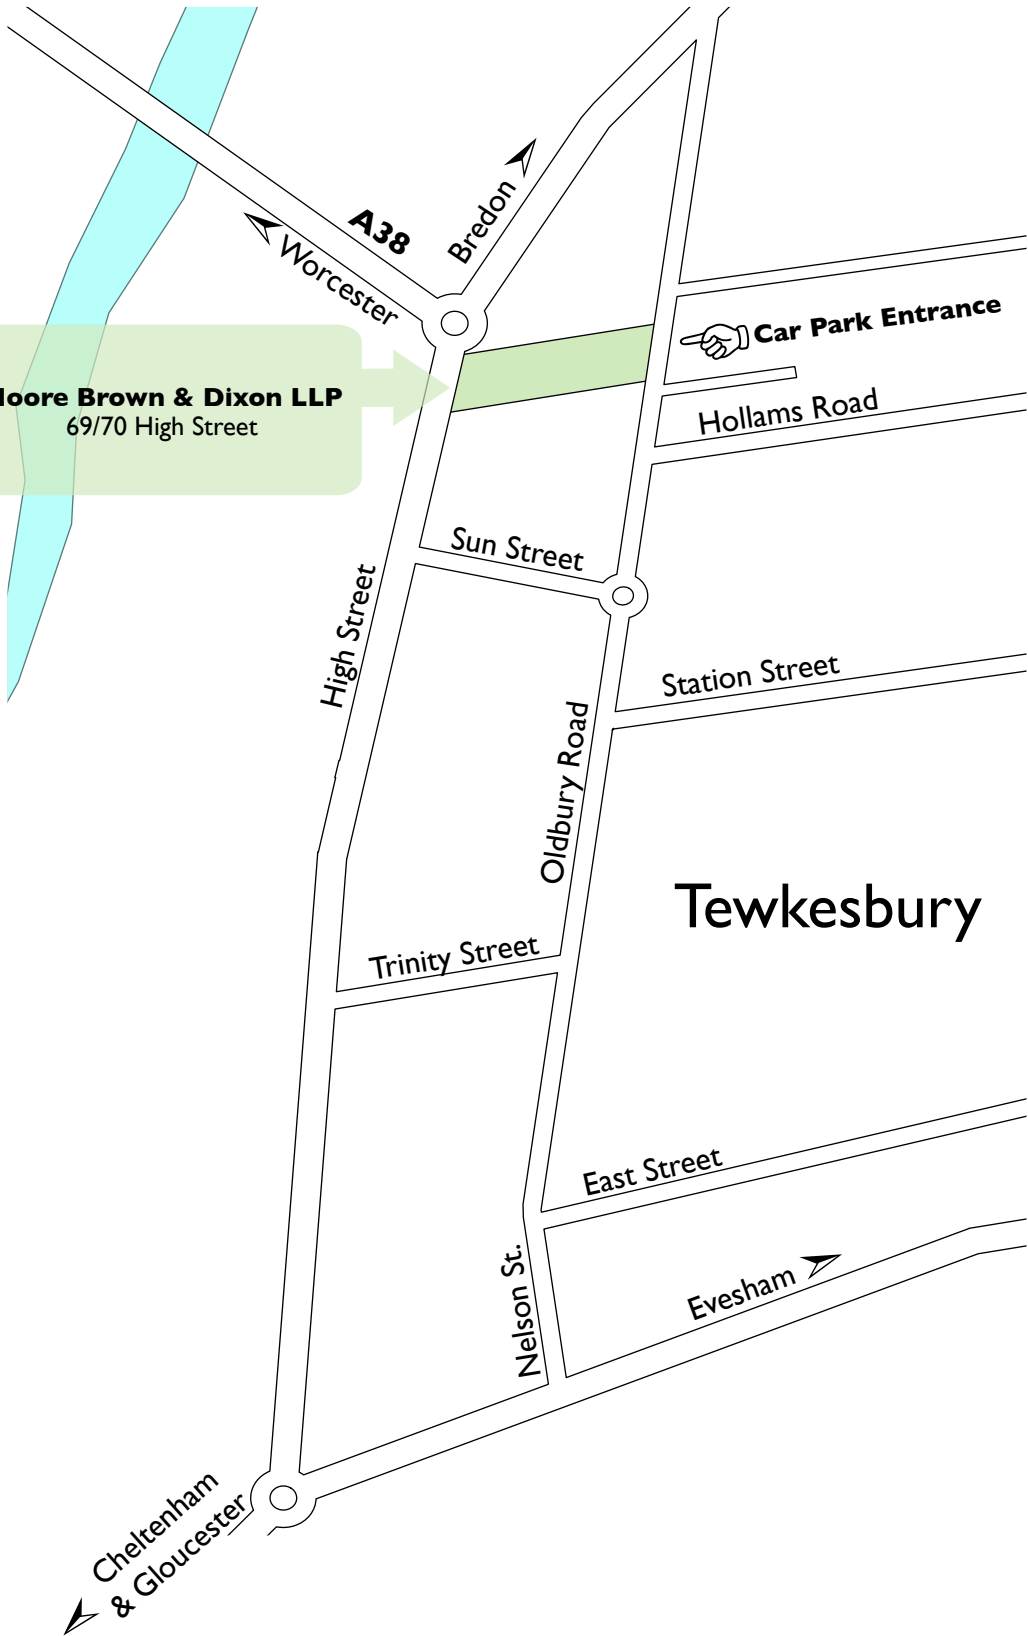 A38
Bredon
Worcester
Car Park Entrance
Brown & Dixon LLP
69/70 High Street
Hollams Road
Sun Street
High Street
Station Street
Oldbury Road
Tewkesbury
Trinity Street
East Street
Nelson St.
Evesham
Cheltenham
& Gloucester